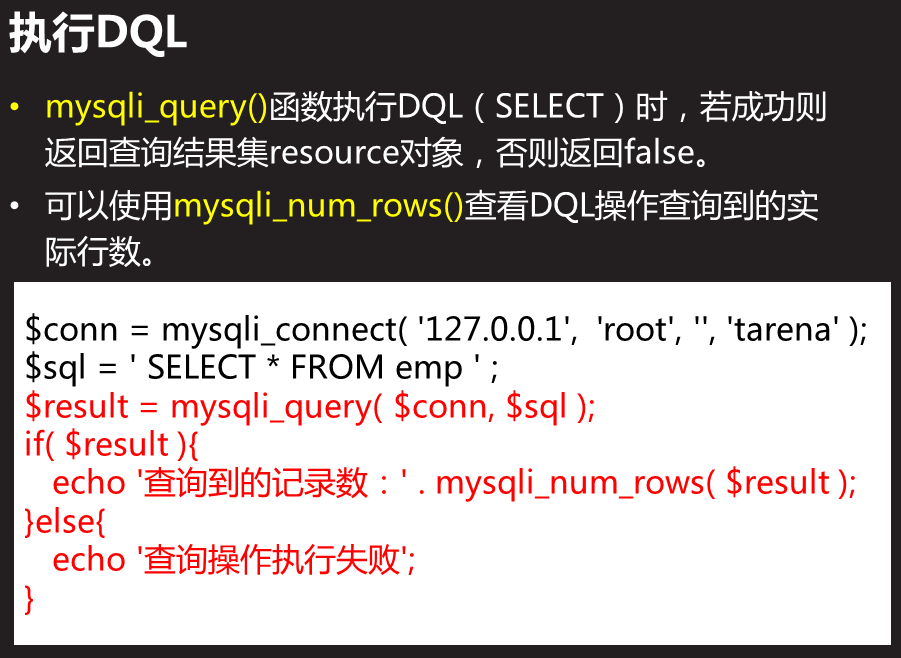 执行DQL
• mysqli_query()函数执行DQL（SELECT）时，若成功则
返回查询结果集resource对象，否则返回false。
• 可以使用mysqli_num_rows()查看DQL操作查询到的实
际行数。
$conn = mysqli_connect( '127.0.0.1',  'root', '', 'tarena' );
$sql = ' SELECT * FROM emp ' ;
$result = mysqli_query( $conn, $sql );
if( $result ){
   echo '查询到的记录数：' . mysqli_num_rows( $result );
}else{
   echo '查询操作执行失败';
}